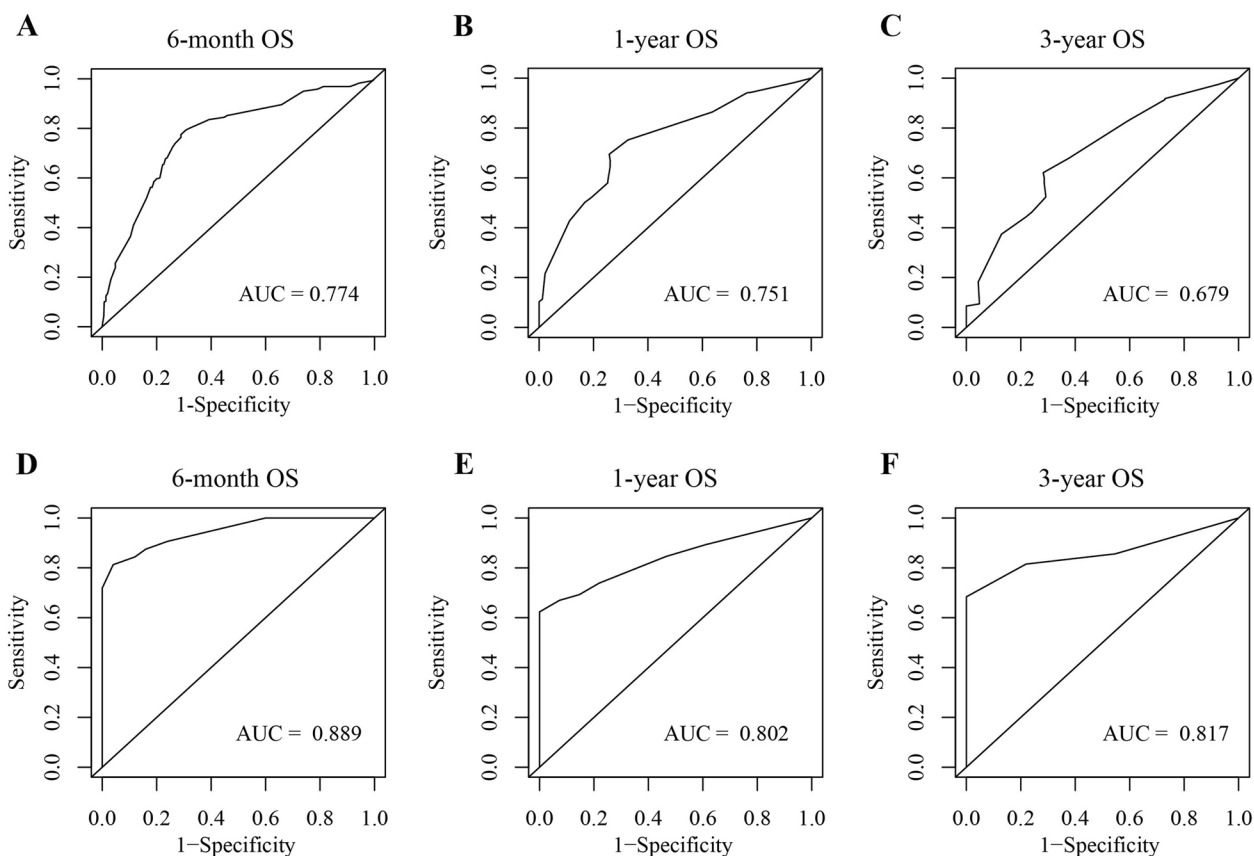 A
6-month OS
Sensitivity
0.0 0.2 0.4 0.6 0.8 1.0
AUC = 0.774
0.0 0.2 0.4 0.6 0.8 1.0
1-Specificity
B
1-year OS
Sensitivity
0.0 0.2 0.4 0.6 0.8 1.0
AUC = 0.751
0.0 0.2 0.4 0.6 0.8 1.0
1−Specificity
C
3-year OS
Sensitivity
0.0 0.2 0.4 0.6 0.8 1.0
AUC = 0.679
0.0 0.2 0.4 0.6 0.8 1.0
1−Specificity
D
6-month OS
Sensitivity
0.0 0.2 0.4 0.6 0.8 1.0
AUC = 0.889
0.0 0.2 0.4 0.6 0.8 1.0
1−Specificity
E
1-year OS
Sensitivity
0.0 0.2 0.4 0.6 0.8 1.0
AUC = 0.802
0.0 0.2 0.4 0.6 0.8 1.0
1−Specificity
F
3-year OS
Sensitivity
0.0 0.2 0.4 0.6 0.8 1.0
AUC = 0.817
0.0 0.2 0.4 0.6 0.8 1.0
1−Specificity